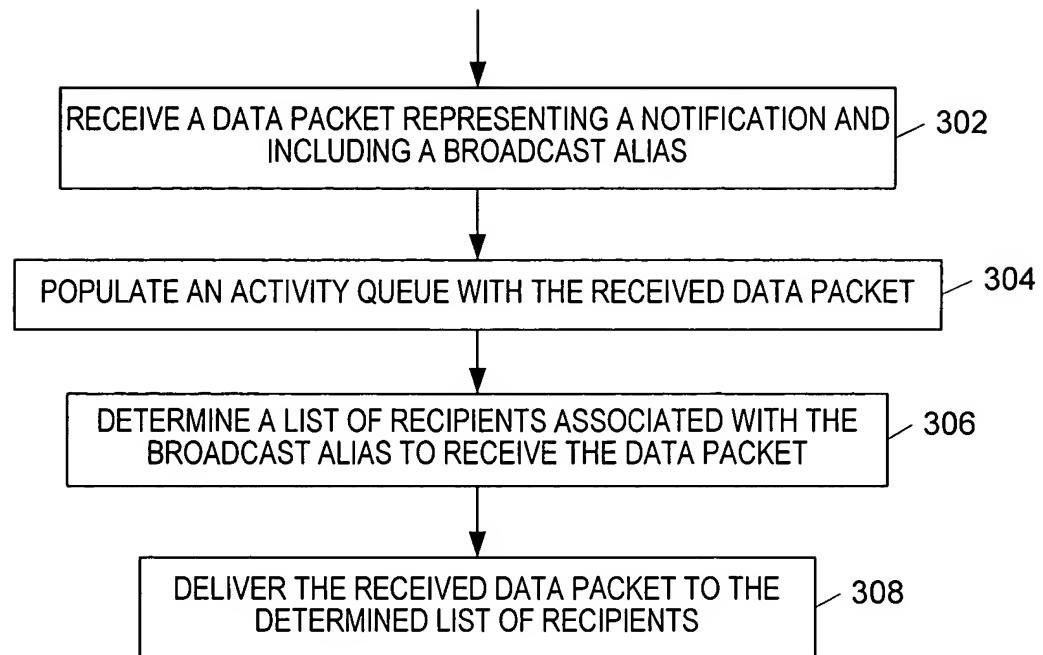 RECEIVE A DATA PACKET REPRESENTING A NOTIFICATION AND
INCLUDING A BROADCAST ALIAS
302
POPULATE AN ACTIVITY QUEUE WITH THE RECEIVED DATA PACKET
304
DETERMINE A LIST OF RECIPIENTS ASSOCIATED WITH THE
BROADCAST ALIAS TO RECEIVE THE DATA PACKET
306
DELIVER THE RECEIVED DATA PACKET TO THE
DETERMINED LIST OF RECIPIENTS
308